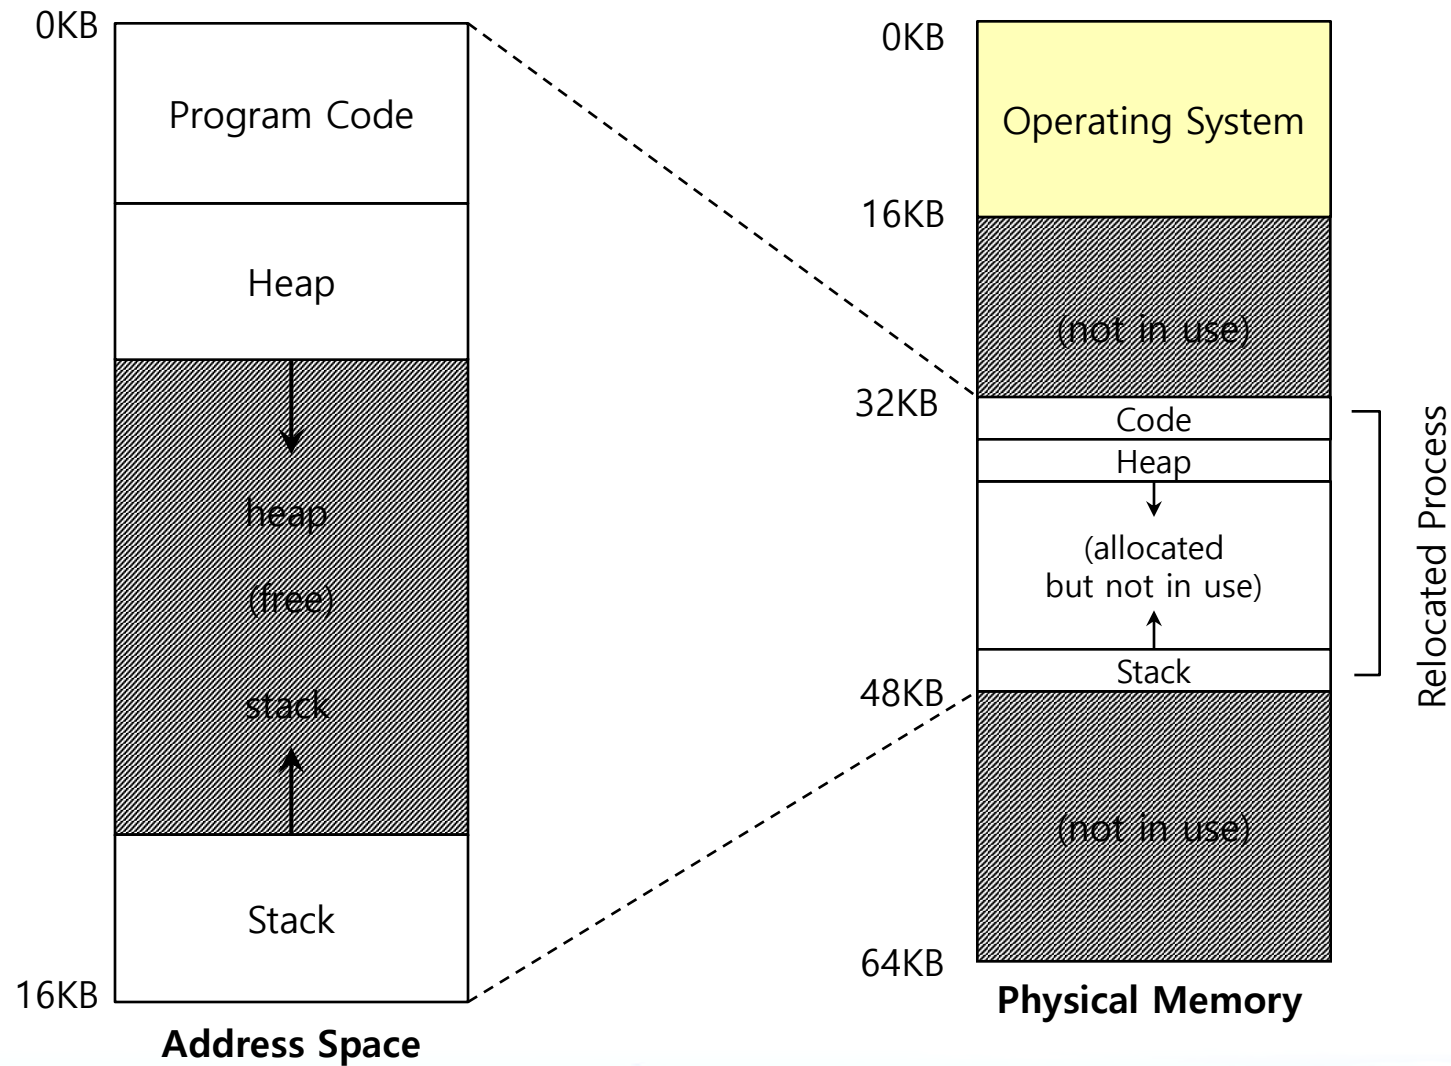 0KB
Program Code
Heap
heap
(free)
stack
Stack
16KB
Address Space
0KB
Operating System
16KB
(not in use)
32KB
Code
Heap
(allocated
but not in use)
Stack
48KB
(not in use)
64KB
Physical Memory
Relocated Process